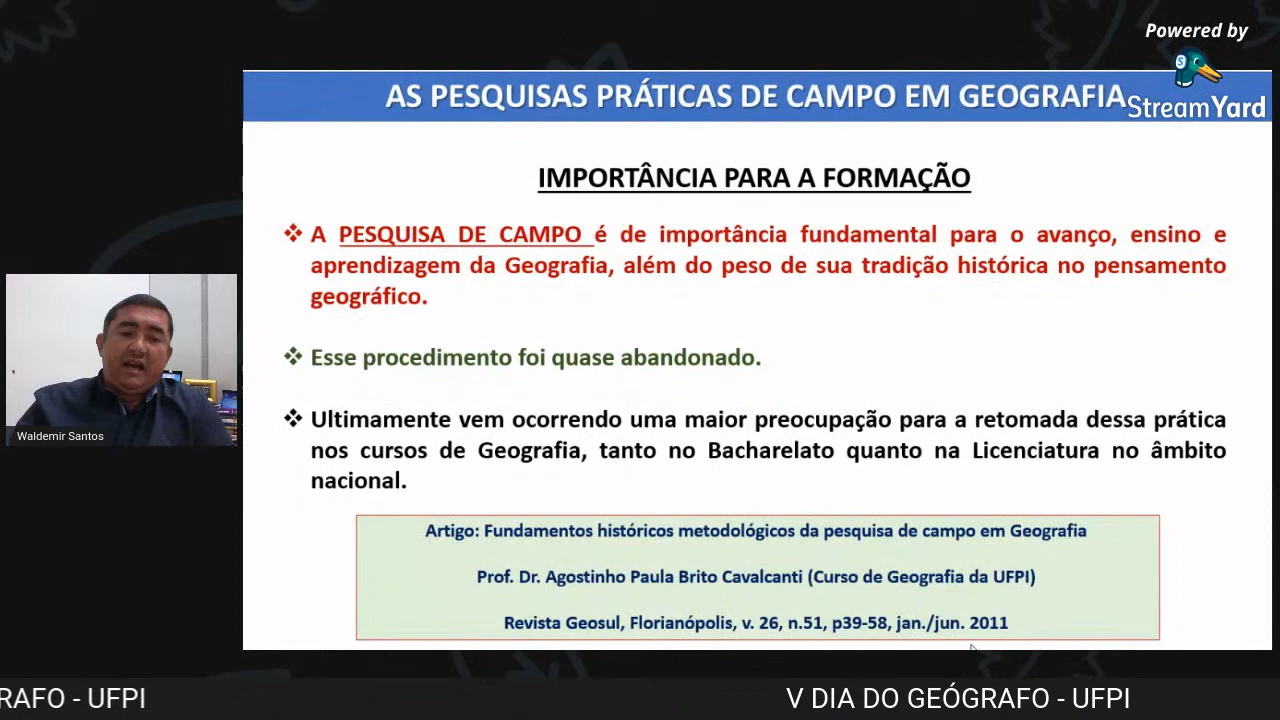 Powered by
StreamYard
AS PESQUISAS PRÁTICAS DE CAMPO EM GEOGRAFIA
IMPORTÂNCIA PARA A FORMAÇÃO
❖ A PESQUISA DE CAMPO é de importância fundamental para o avanço, ensino e
aprendizagem da Geografia, além do peso de sua tradição histórica no pensamento
geográfico.
❖ Esse procedimento foi quase abandonado.
❖ Ultimamente vem ocorrendo uma maior preocupação para a retomada dessa prática
nos cursos de Geografia, tanto no Bacharelato quanto na Licenciatura no âmbito
nacional.
Artigo: Fundamentos históricos metodológicos da pesquisa de campo em Geografia
Prof. Dr. Agostinho Paula Brito Cavalcanti (Curso de Geografia da UFPI)
Revista Geosul, Florianópolis, v. 26, n.51, p39-58, jan./jun. 2011
Waldemir Santos
RAFO - UFPI
V DIA DO GEÓGRAFO - UFPI